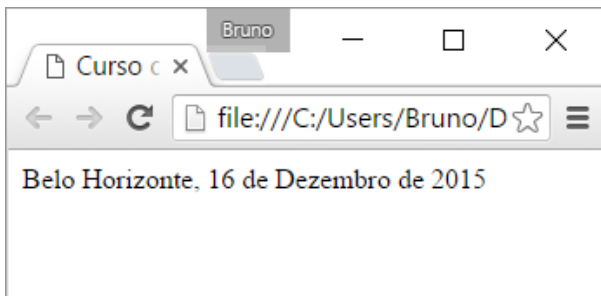 Bruno
Curso
file:///C:/Users/Bruno/D
Belo Horizonte, 16 de Dezembro de 2015